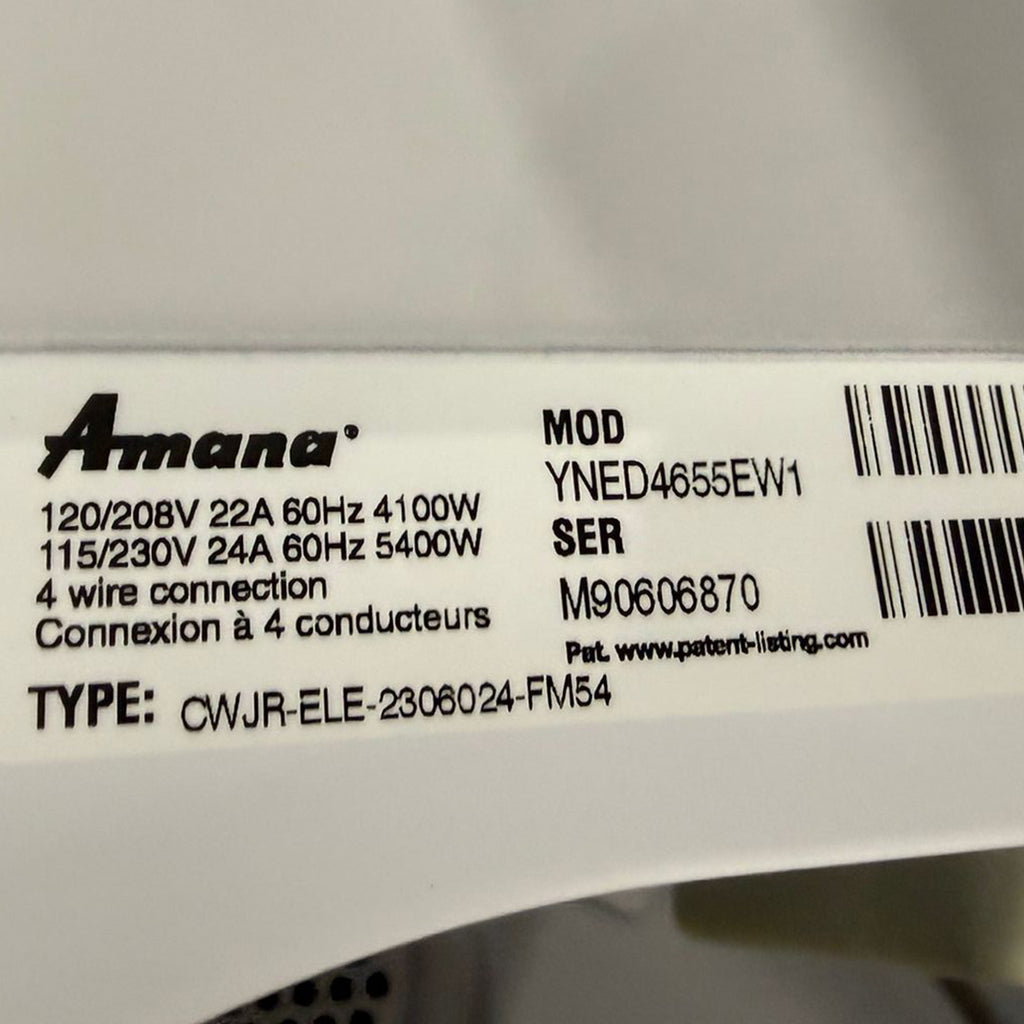 Amana
120/208V 22A 60Hz 4100W
115/230V 24A 60Hz 5400W
4 wire connection
Connexion à 4 conducteurs
MOD
YNED4655EW1
SER
M90606870
Pat. www.patent-listing.com
TYPE: CWJR-ELE-2306024-FM54